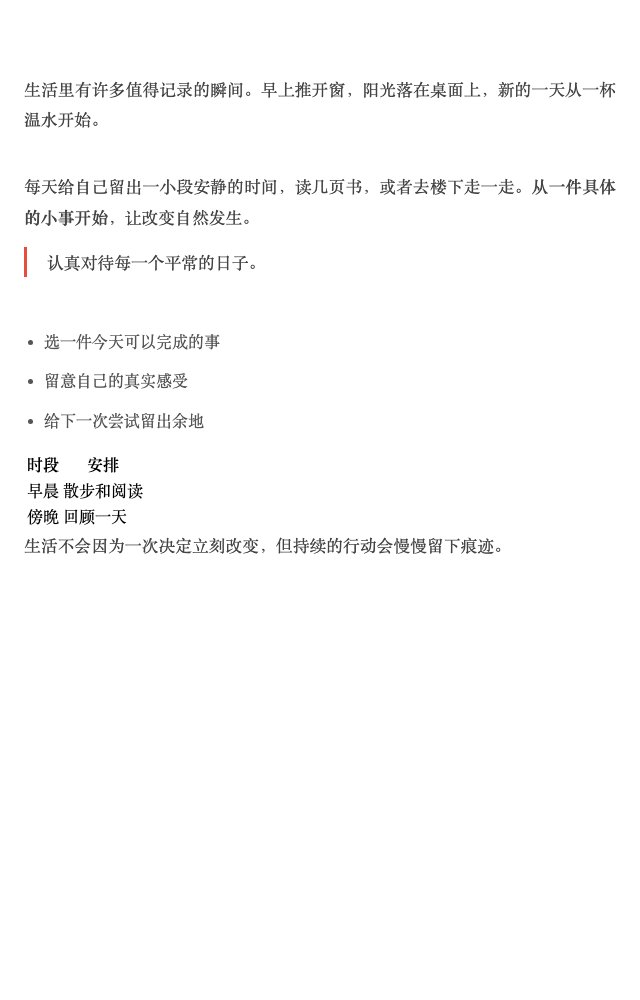 生活里有许多值得记录的瞬间。早上推开窗，阳光落在桌面上，新的一天从一杯
温水开始。
每天给自己留出一小段安静的时间，读几页书，或者去楼下走一走。从一件具体
的小事开始，让改变自然发生。
认真对待每一个平常的日子。
• 选一件今天可以完成的事
• 留意自己的真实感受
• 给下一次尝试留出余地
时段 安排
早晨 散步和阅读
傍晚 回顾一天
生活不会因为一次决定立刻改变，但持续的行动会慢慢留下痕迹。